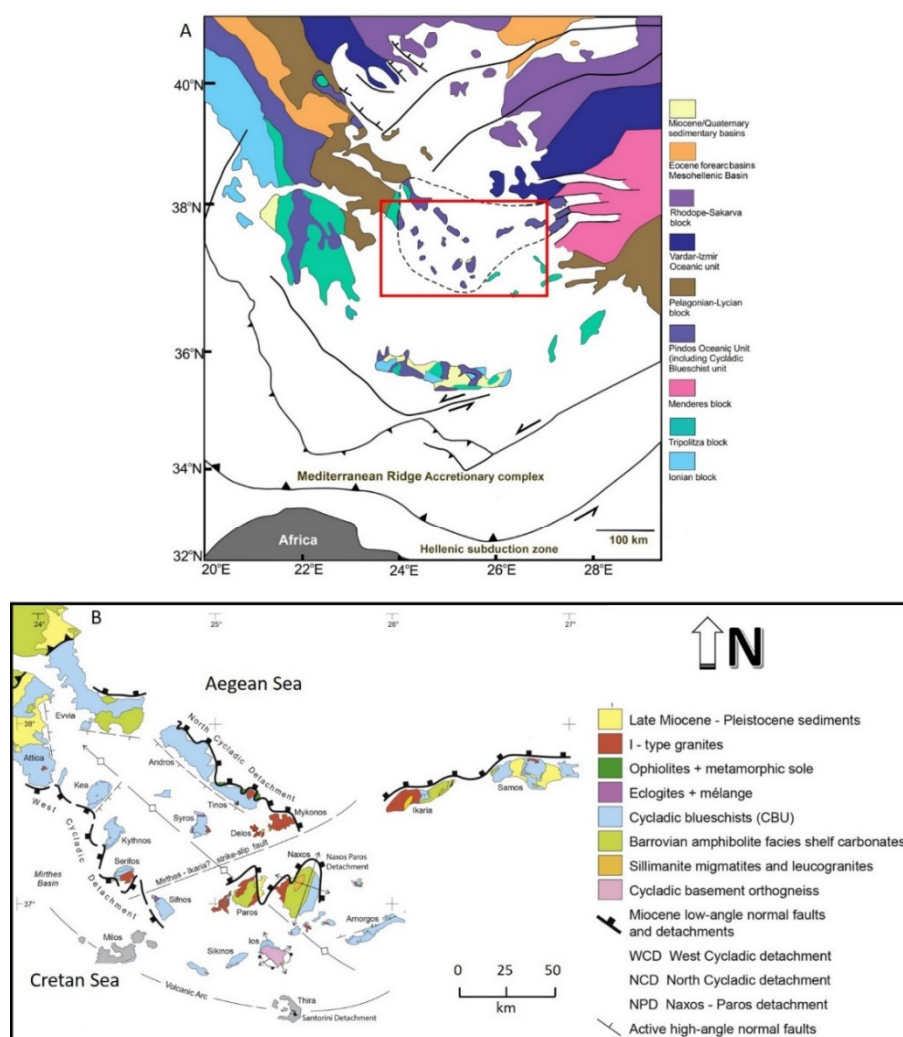 A
40°N
38°N
36°N
34°N
32°N
20°E
22°E
24°E
26°E
28°E
Mediterranean Ridge Accretionary complex
Africa
Hellenic subduction zone
100 km
Miocene/Quaternary
sedimentary basins
Eocene forearc basins
Mesohellenic Basin
Rhodope-Sakarva
block
Vardar-Izmir
Oceanic unit
Pelagonian-Lycian
block
Pindos Oceanic Unit
(including Cycladic
Blueschist unit
Menderes block
Tripolitza block
Ionian block
B
24°
25°
26°
27°
38°
37°
Aegean Sea
N
Evvia
Attica
Andros
North Cycladic Detachment
Tinos
Mykonos
Delos
Kea
Syros
West Cycladic Detachment
Kythnos
Serifos
Mirthes - Ikaria? strike-slip fault
Mirthes
Basin
Sifnos
Paros
Naxos
Naxos Paros
Detachment
Ikaria
Samos
Amorgos
Milos
Sikinos
Ios
Cretan Sea
Volcanic Arc
Thira
Santorini Detachment
0 25 50
km
Late Miocene - Pleistocene sediments
I - type granites
Ophiolites + metamorphic sole
Eclogites + mélange
Cycladic blueschists (CBU)
Barrovian amphibolite facies shelf carbonates
Sillimanite migmatites and leucogranites
Cycladic basement orthogneiss
Miocene low-angle normal faults
and detachments
WCD West Cycladic detachment
NCD North Cycladic detachment
NPD Naxos - Paros detachment
Active high-angle normal faults